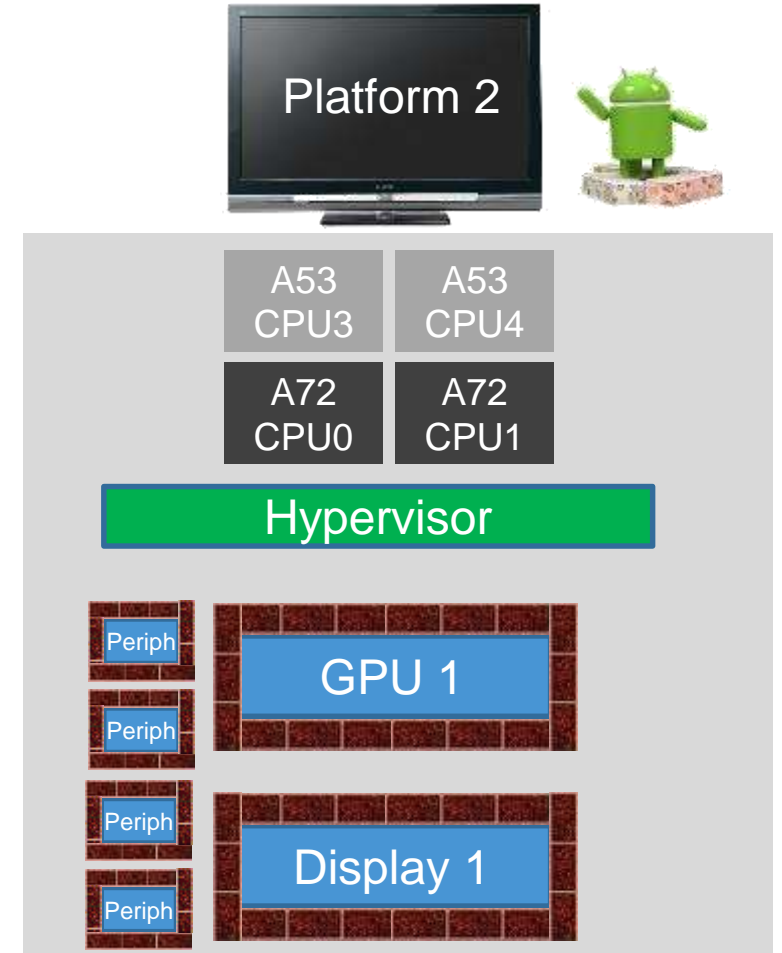 Platform 2
A53
CPU3
A53
CPU4
A72
CPU0
A72
CPU1
Hypervisor
Periph
GPU 1
Periph
Periph
Display 1
Periph